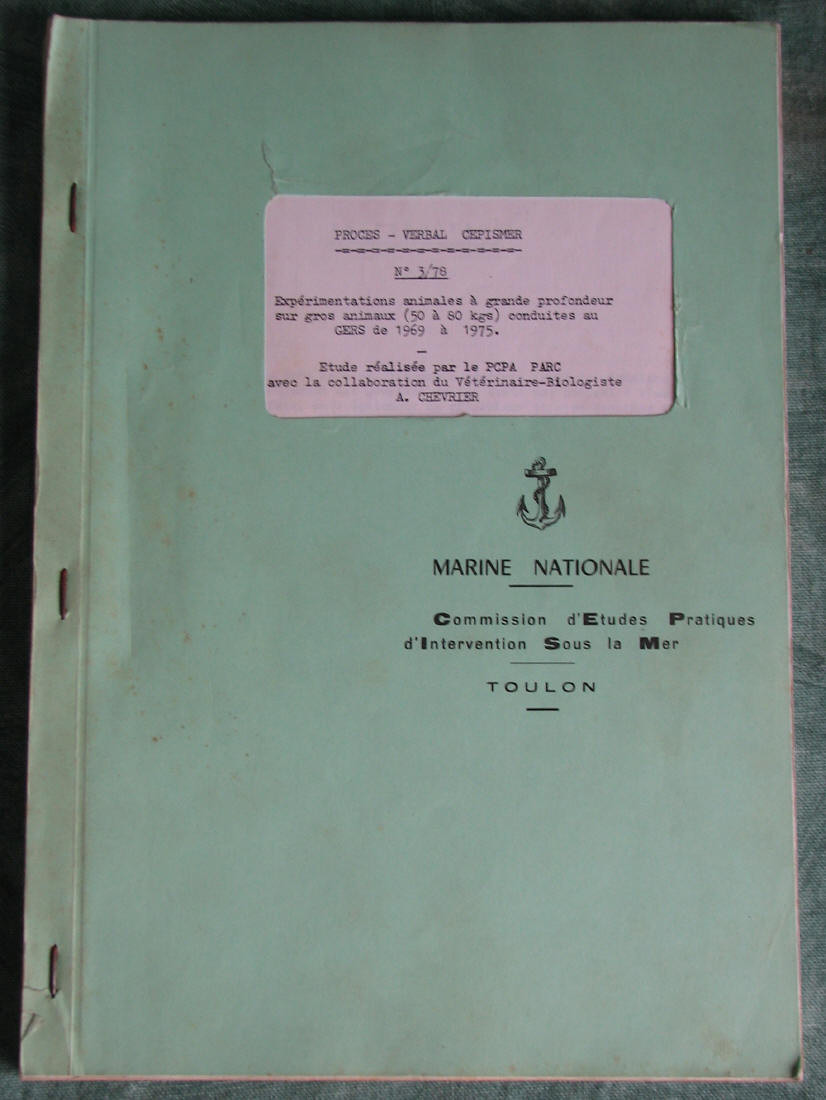 PROCES - VERBAL CEPISMER
-=-=-=-=-=-=-=-=-=-=-=-=-
N° 3/78
Expérimentations animales à grande profondeur
sur gros animaux (50 à 80 kgs) conduites au
GERS de 1969 à 1975.
-
Etude réalisée par le PCPA PARC
avec la collaboration du Vétérinaire-Biologiste
A. CHEVRIER
MARINE NATIONALE
Commission d'Etudes Pratiques
d'Intervention Sous la Mer
TOULON